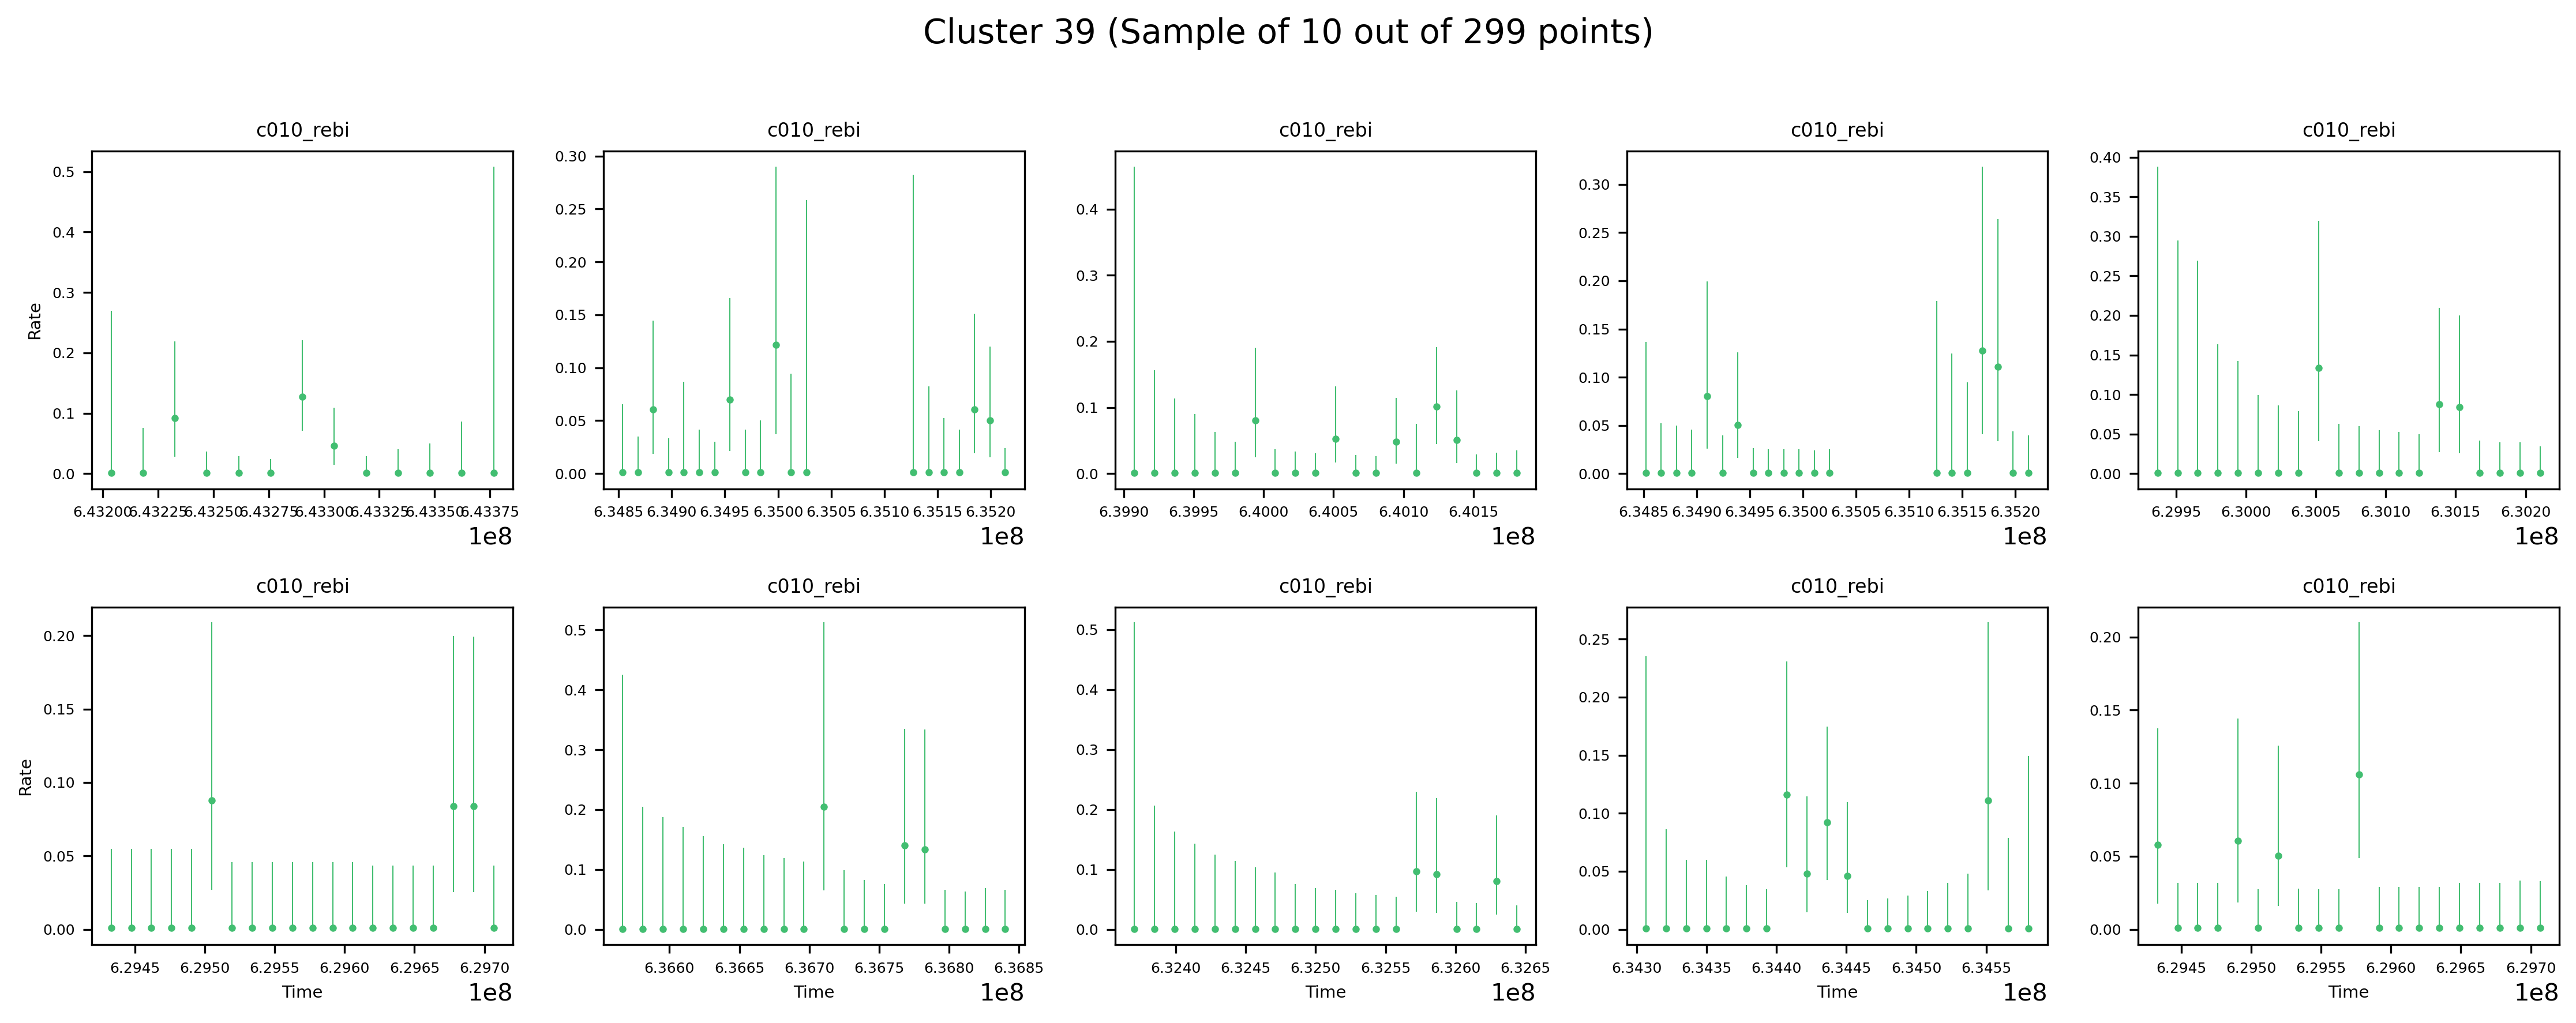 Cluster 39 (Sample of 10 out of 299 points)
c010_rebi c010_rebi c010_rebi c010_rebi c010_rebi
Rate
0.5 0.4 0.3 0.2 0.1 0.0
6.43200 6.43225 6.43250 6.43275 6.43300 6.43325 6.43350 6.43375
1e8
0.30 0.25 0.20 0.15 0.10 0.05 0.00
6.3485 6.3490 6.3495 6.3500 6.3505 6.3510 6.3515 6.3520
1e8
0.4 0.3 0.2 0.1 0.0
6.3990 6.3995 6.4000 6.4005 6.4010 6.4015
1e8
0.30 0.25 0.20 0.15 0.10 0.05 0.00
6.3485 6.3490 6.3495 6.3500 6.3505 6.3510 6.3515 6.3520
1e8
0.40 0.35 0.30 0.25 0.20 0.15 0.10 0.05 0.00
6.2995 6.3000 6.3005 6.3010 6.3015 6.3020
1e8
c010_rebi c010_rebi c010_rebi c010_rebi c010_rebi
Rate
0.20 0.15 0.10 0.05 0.00
6.2945 6.2950 6.2955 6.2960 6.2965 6.2970
Time
1e8
0.5 0.4 0.3 0.2 0.1 0.0
6.3660 6.3665 6.3670 6.3675 6.3680 6.3685
Time
1e8
0.5 0.4 0.3 0.2 0.1 0.0
6.3240 6.3245 6.3250 6.3255 6.3260 6.3265
Time
1e8
0.25 0.20 0.15 0.10 0.05 0.00
6.3430 6.3435 6.3440 6.3445 6.3450 6.3455
Time
1e8
0.20 0.15 0.10 0.05 0.00
6.2945 6.2950 6.2955 6.2960 6.2965 6.2970
Time
1e8